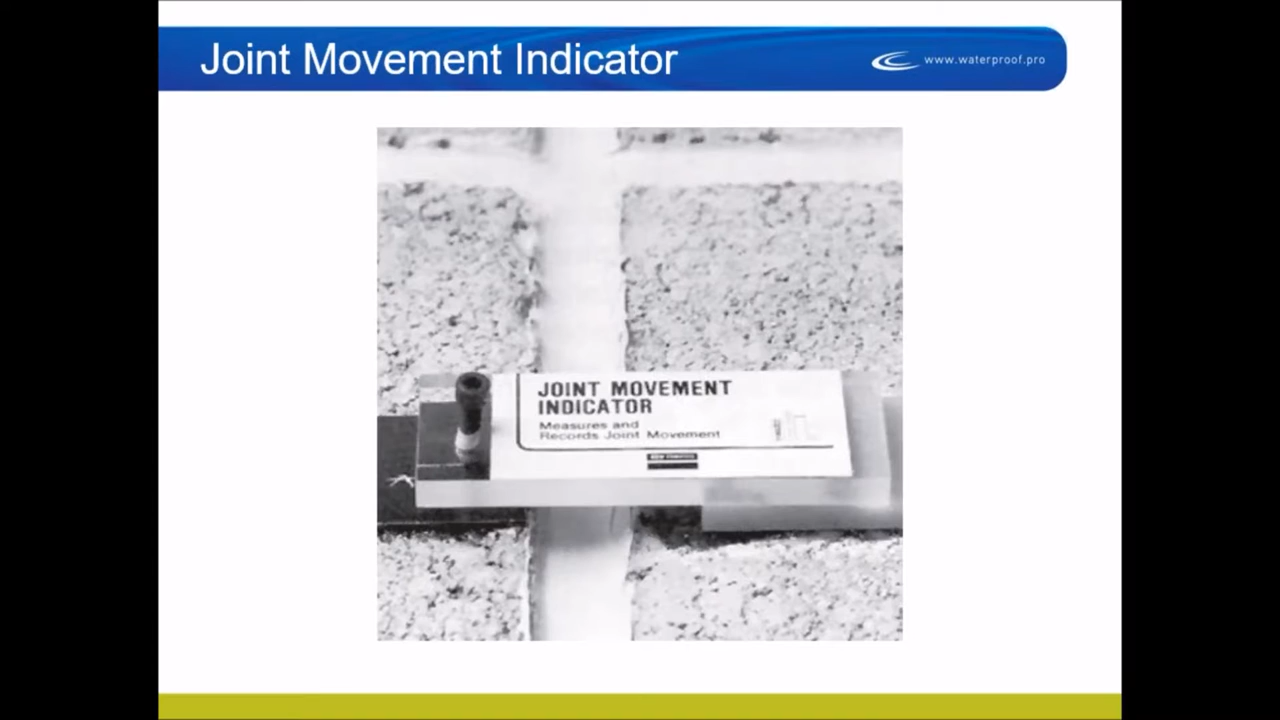 Joint Movement Indicator
www.waterproof.pro
JOINT MOVEMENT
INDICATOR
Measures and
Records Joint Movement